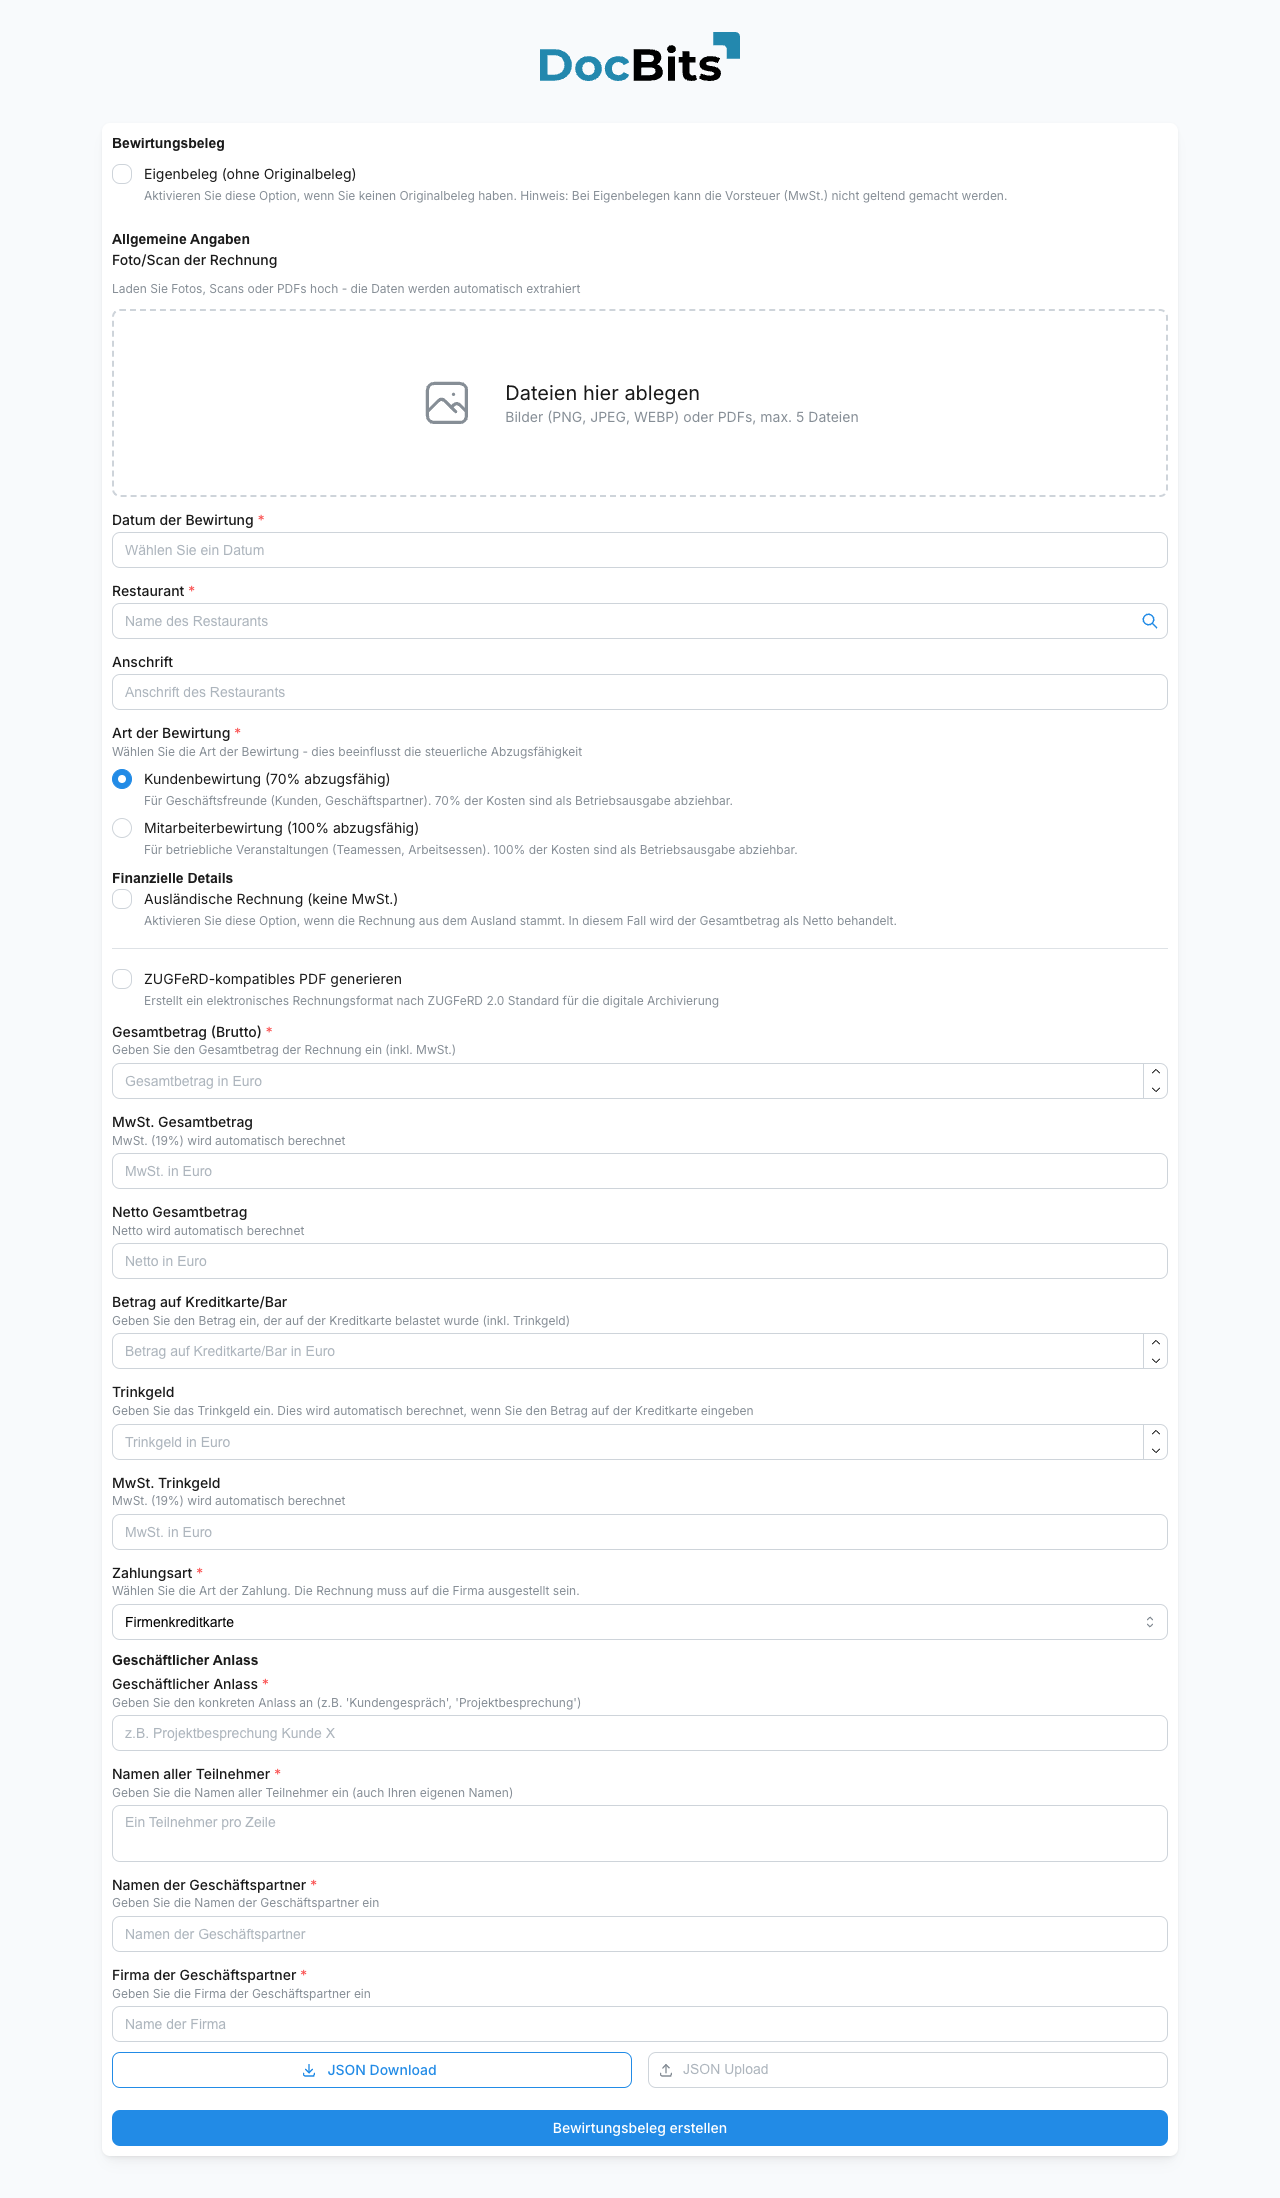 DocBits
Bewirtungsbeleg
Eigenbeleg (ohne Originalbeleg)
Aktivieren Sie diese Option, wenn Sie keinen Originalbeleg haben. Hinweis: Bei Eigenbelegen kann die Vorsteuer (MwSt.) nicht geltend gemacht werden.
Allgemeine Angaben
Foto/Scan der Rechnung
Laden Sie Fotos, Scans oder PDFs hoch - die Daten werden automatisch extrahiert
Dateien hier ablegen
Bilder (PNG, JPEG, WEBP) oder PDFs, max. 5 Dateien
Datum der Bewirtung *
Wählen Sie ein Datum
Restaurant *
Name des Restaurants
Anschrift
Anschrift des Restaurants
Art der Bewirtung *
Wählen Sie die Art der Bewirtung - dies beeinflusst die steuerliche Abzugsfähigkeit
Kundenbewirtung (70% abzugsfähig)
Für Geschäftsfreunde (Kunden, Geschäftspartner). 70% der Kosten sind als Betriebsausgabe abziehbar.
Mitarbeiterbewirtung (100% abzugsfähig)
Für betriebliche Veranstaltungen (Teamessen, Arbeitsessen). 100% der Kosten sind als Betriebsausgabe abziehbar.
Finanzielle Details
Ausländische Rechnung (keine MwSt.)
Aktivieren Sie diese Option, wenn die Rechnung aus dem Ausland stammt. In diesem Fall wird der Gesamtbetrag als Netto behandelt.
ZUGFeRD-kompatibles PDF generieren
Erstellt ein elektronisches Rechnungsformat nach ZUGFeRD 2.0 Standard für die digitale Archivierung
Gesamtbetrag (Brutto) *
Geben Sie den Gesamtbetrag der Rechnung ein (inkl. MwSt.)
Gesamtbetrag in Euro
MwSt. Gesamtbetrag
MwSt. (19%) wird automatisch berechnet
MwSt. in Euro
Netto Gesamtbetrag
Netto wird automatisch berechnet
Netto in Euro
Betrag auf Kreditkarte/Bar
Geben Sie den Betrag ein, der auf der Kreditkarte belastet wurde (inkl. Trinkgeld)
Betrag auf Kreditkarte/Bar in Euro
Trinkgeld
Geben Sie das Trinkgeld ein. Dies wird automatisch berechnet, wenn Sie den Betrag auf der Kreditkarte eingeben
Trinkgeld in Euro
MwSt. Trinkgeld
MwSt. (19%) wird automatisch berechnet
MwSt. in Euro
Zahlungsart *
Wählen Sie die Art der Zahlung. Die Rechnung muss auf die Firma ausgestellt sein.
Firmenkreditkarte
Geschäftlicher Anlass
Geschäftlicher Anlass *
Geben Sie den konkreten Anlass an (z.B. 'Kundengespräch', 'Projektbesprechung')
z.B. Projektbesprechung Kunde X
Namen aller Teilnehmer *
Geben Sie die Namen aller Teilnehmer ein (auch Ihren eigenen Namen)
Ein Teilnehmer pro Zeile
Namen der Geschäftspartner *
Geben Sie die Namen der Geschäftspartner ein
Namen der Geschäftspartner
Firma der Geschäftspartner *
Geben Sie die Firma der Geschäftspartner ein
Name der Firma
JSON Download
JSON Upload
Bewirtungsbeleg erstellen